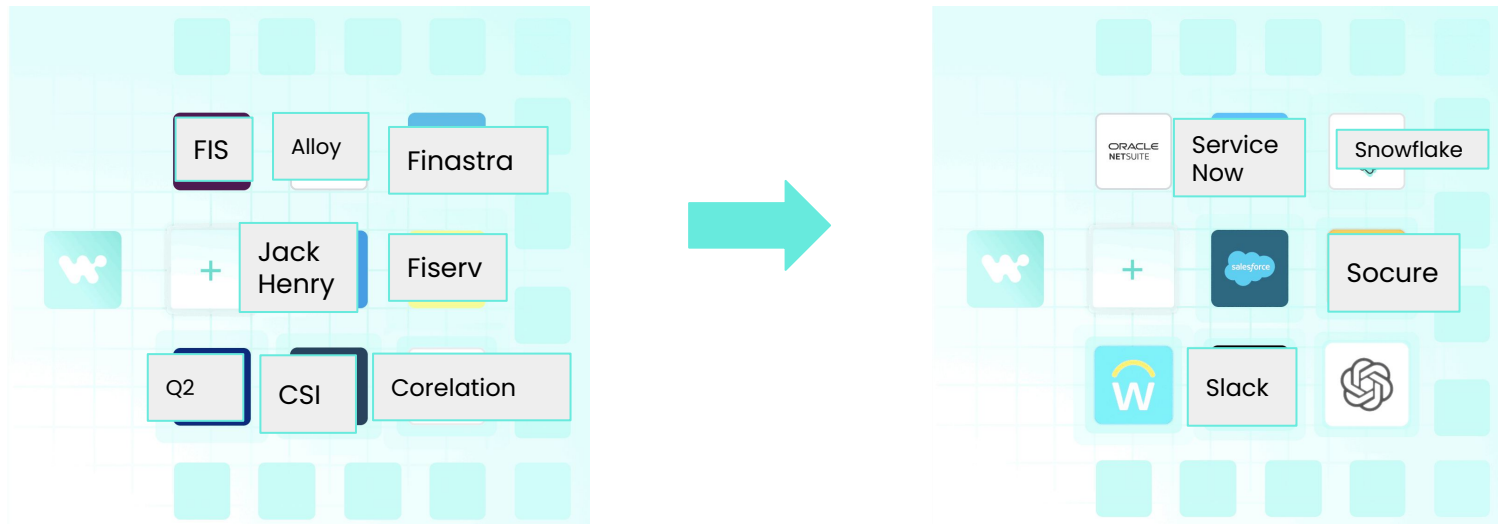 FIS
Alloy
Finastra
+
Jack
Henry
Fiserv
Q2
CSI
Corelation
ORACLE
NETSUITE
Service
Now
Snowflake
+
salesforce
Socure
W
Slack